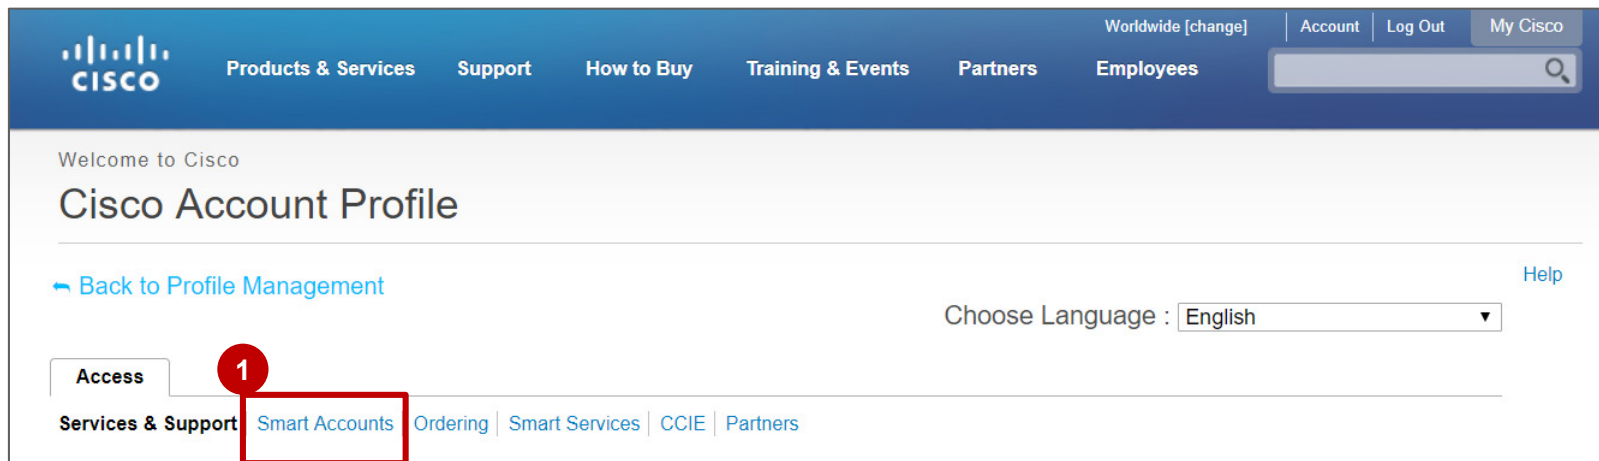 Worldwide [change] Account Log Out My Cisco
CISCO Products & Services Support How to Buy Training & Events Partners Employees
Welcome to Cisco
Cisco Account Profile
Back to Profile Management
Help
Choose Language : English
Access
1
Services & Support Smart Accounts Ordering Smart Services CCIE Partners